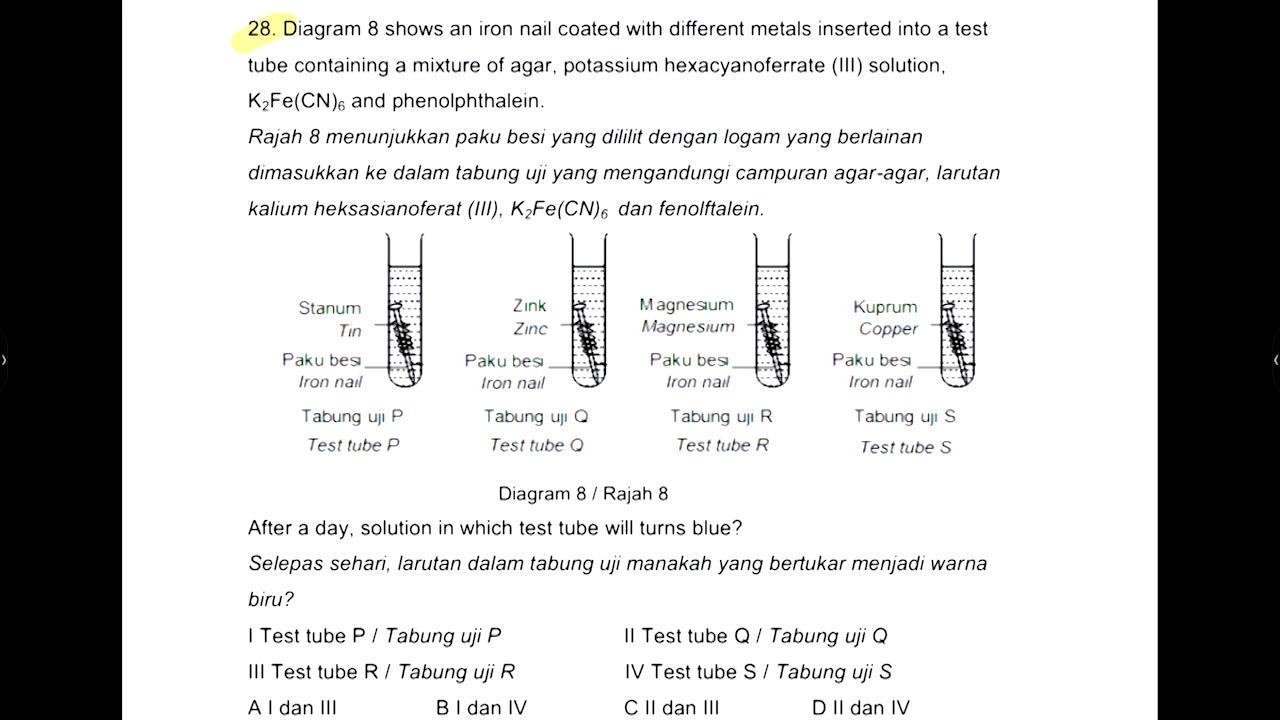 28. Diagram 8 shows an iron nail coated with different metals inserted into a test
tube containing a mixture of agar, potassium hexacyanoferrate (III) solution,
K₂Fe(CN)₆ and phenolphthalein.
Rajah 8 menunjukkan paku besi yang dililit dengan logam yang berlainan
dimasukkan ke dalam tabung uji yang mengandungi campuran agar-agar, larutan
kalium heksasianoferat (III), K₂Fe(CN)₆ dan fenolftalein.
Stanum
Tin
Paku besi
Iron nail
Tabung uji P
Test tube P
Zink
Zinc
Paku besi
Iron nail
Tabung uji Q
Test tube Q
Magnesium
Magnesium
Paku besi
Iron nail
Tabung uji R
Test tube R
Kuprum
Copper
Paku besi
Iron nail
Tabung uji S
Test tube S
Diagram 8 / Rajah 8
After a day, solution in which test tube will turns blue?
Selepas sehari, larutan dalam tabung uji manakah yang bertukar menjadi warna
biru?
I Test tube P / Tabung uji P II Test tube Q / Tabung uji Q
III Test tube R / Tabung uji R IV Test tube S / Tabung uji S
A I dan III B I dan IV C II dan III D II dan IV